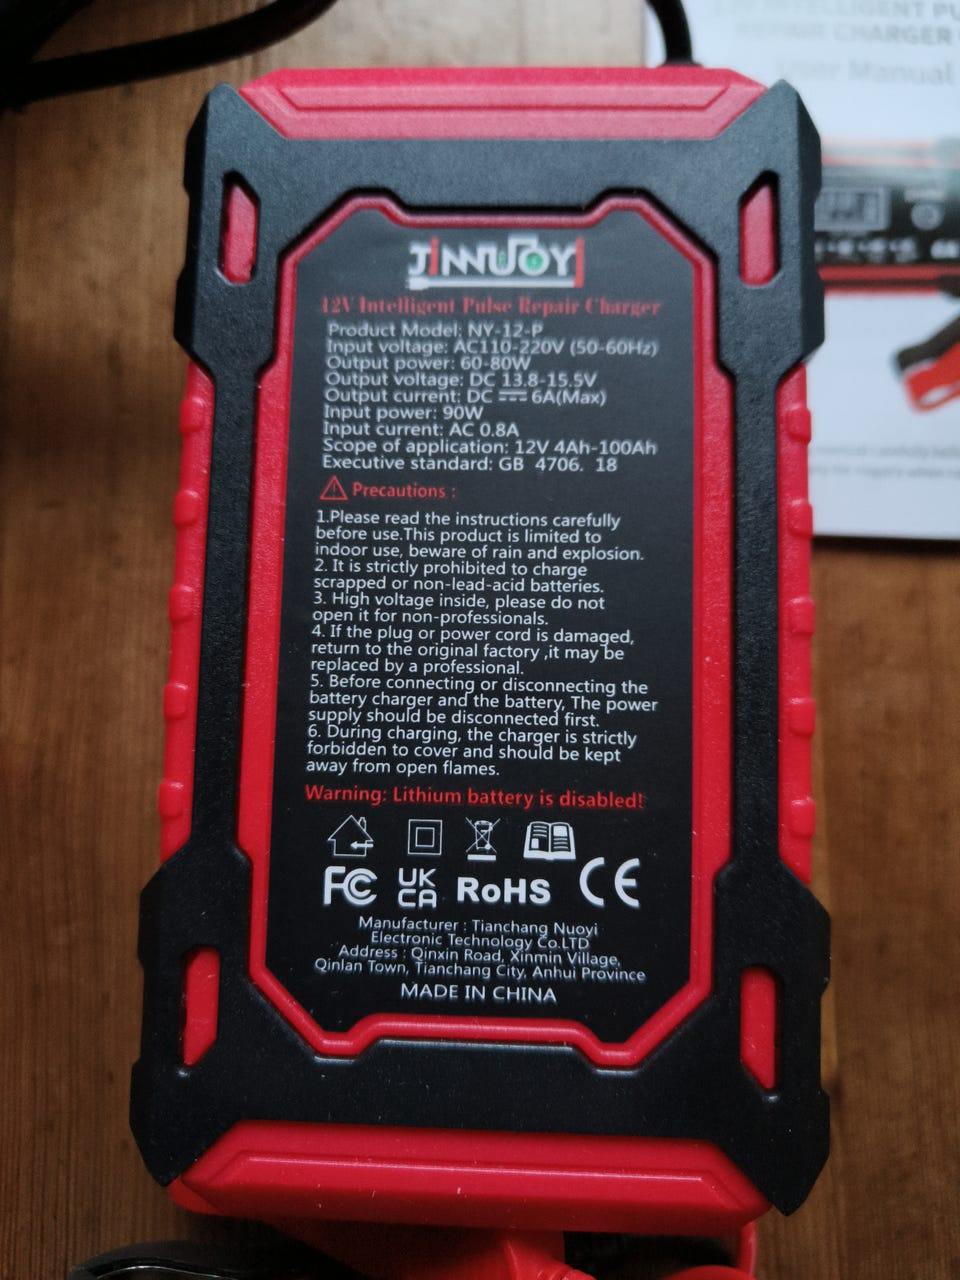 12V INTELLIGENT PU
REPAIR CHARGER
User Manual
JINNUOYI
12V Intelligent Pulse Repair Charger
Product Model: NY-12-P
Input voltage: AC110-220V (50-60Hz)
Output power: 60-80W
Output voltage: DC 13.8-15.5V
Output current: DC ⎓ 6A(Max)
Input power: 90W
Input current: AC 0.8A
Scope of application: 12V 4Ah-100Ah
Executive standard: GB 4706. 18
Precautions :
1.Please read the instructions carefully
before use.This product is limited to
indoor use, beware of rain and explosion.
2. It is strictly prohibited to charge
scrapped or non-lead-acid batteries.
3. High voltage inside, please do not
open it for non-professionals.
4. If the plug or power cord is damaged,
return to the original factory ,it may be
replaced by a professional.
5. Before connecting or disconnecting the
battery charger and the battery, The power
supply should be disconnected first.
6. During charging, the charger is strictly
forbidden to cover and should be kept
away from open flames.
Warning: Lithium battery is disabled!
FC UK CA RoHS CE
Manufacturer : Tianchang Nuoyi
Electronic Technology Co.LTD
Address : Qinxin Road, Xinmin Village,
Qinlan Town, Tianchang City, Anhui Province
MADE IN CHINA